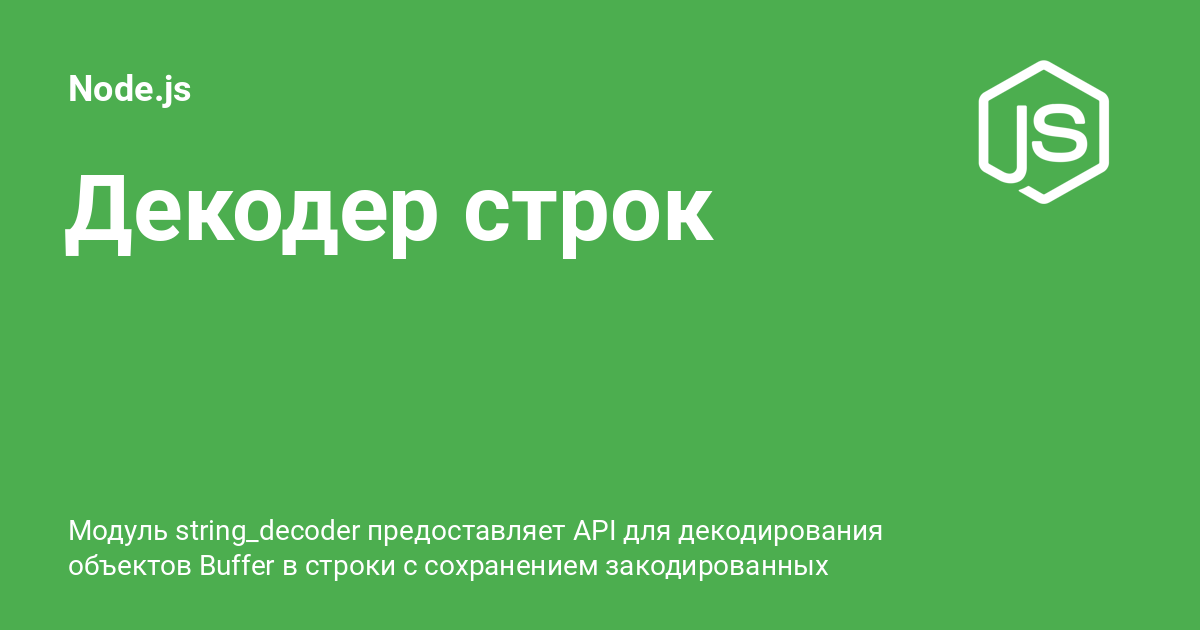 Node.js
JS
Декодер строк
Модуль string_decoder предоставляет API для декодирования
объектов Buffer в строки с сохранением закодированных